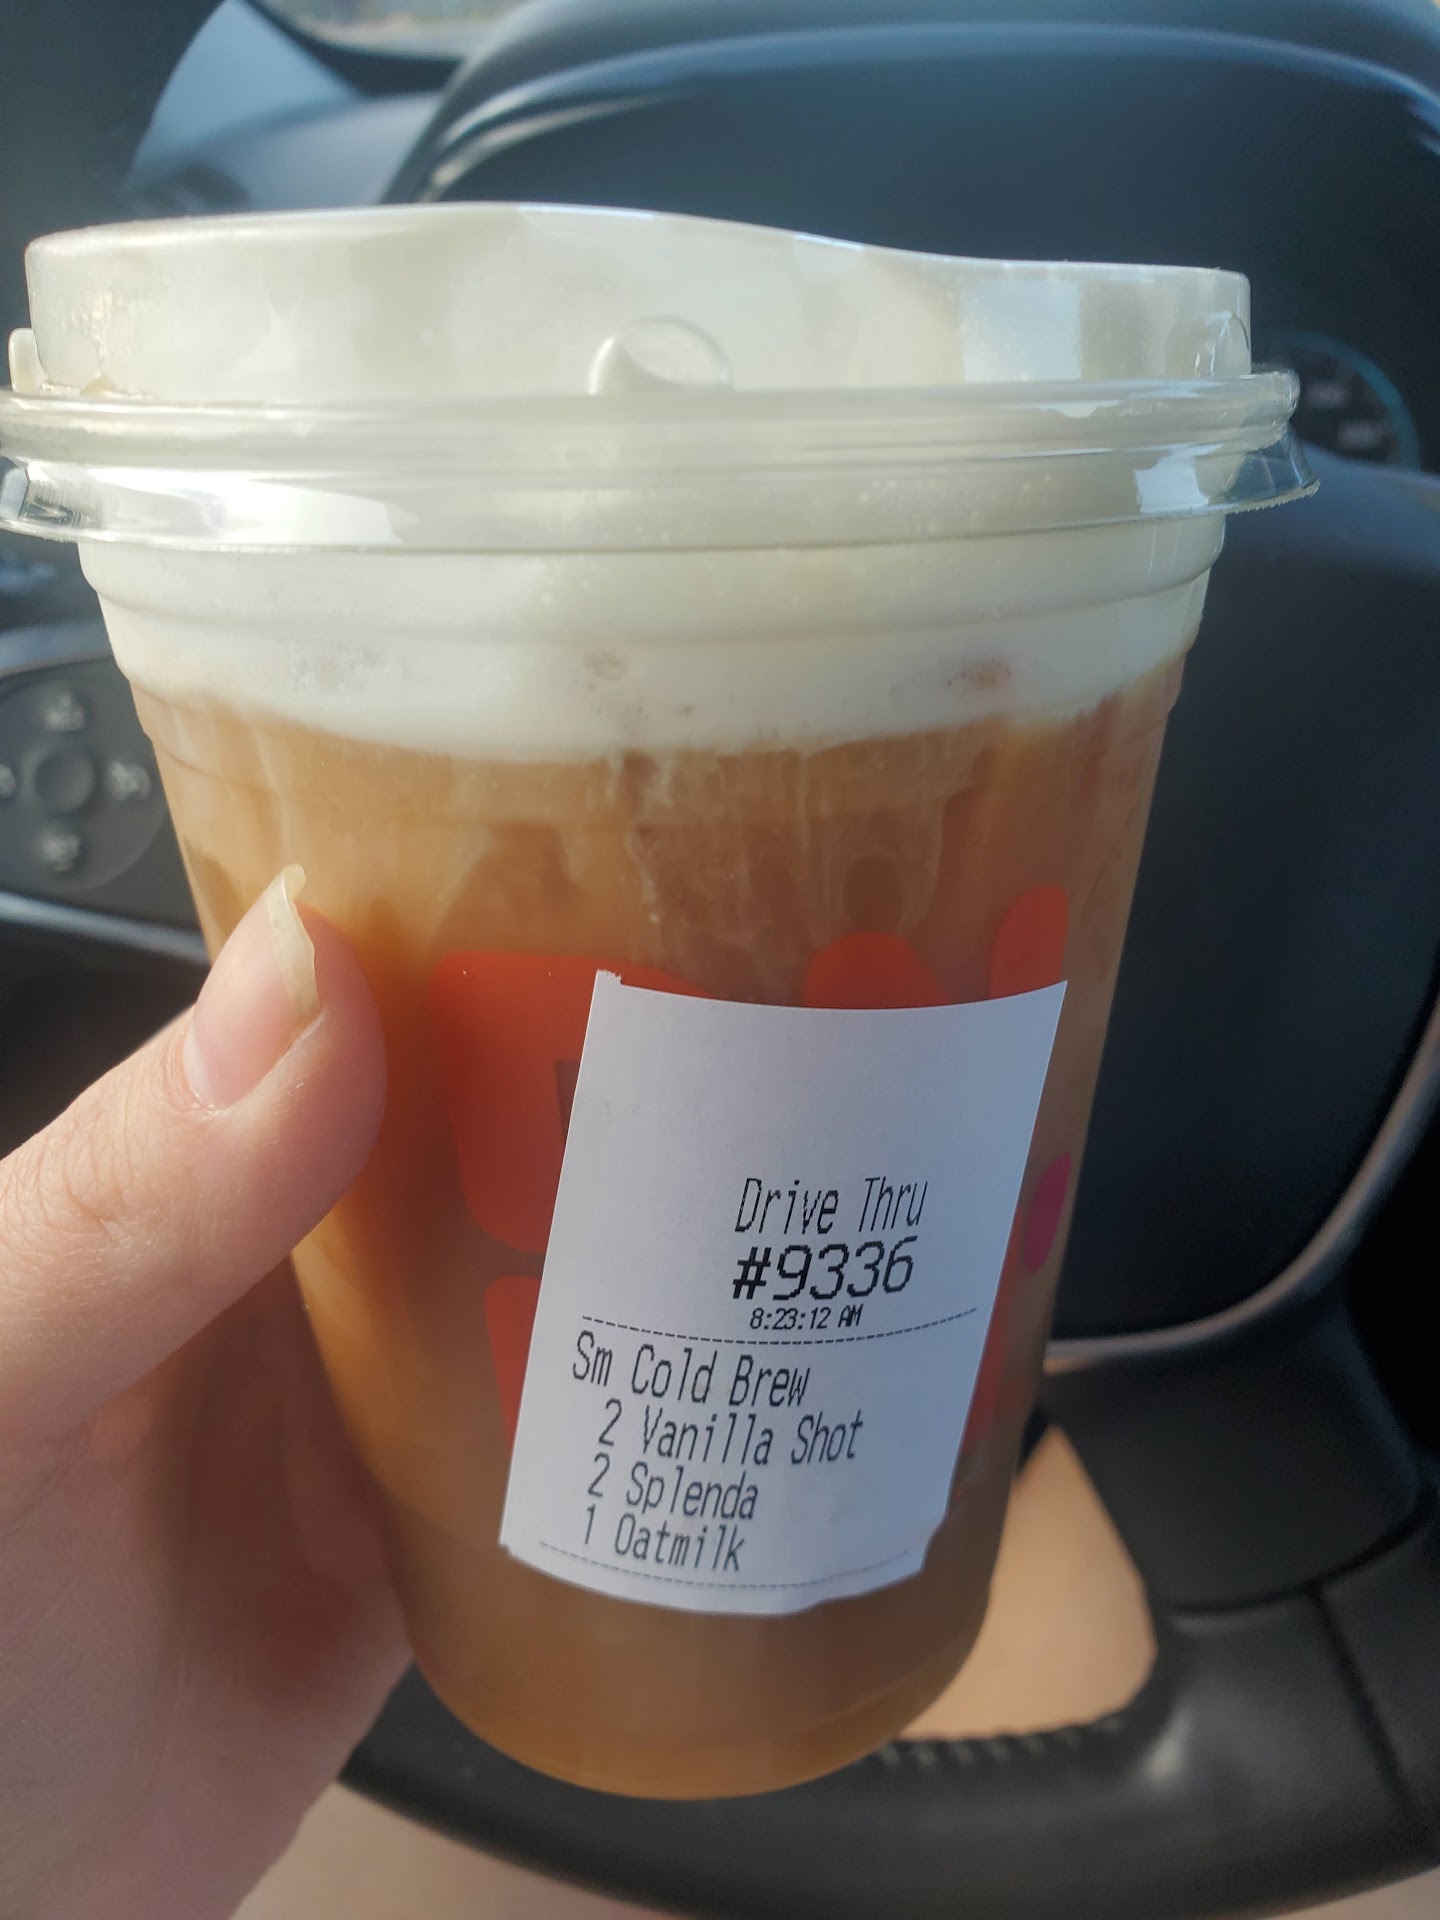 Drive Thru
#9336
8:23:12 AM
Sm Cold Brew
2 Vanilla Shot
2 Splenda
1 Oatmilk